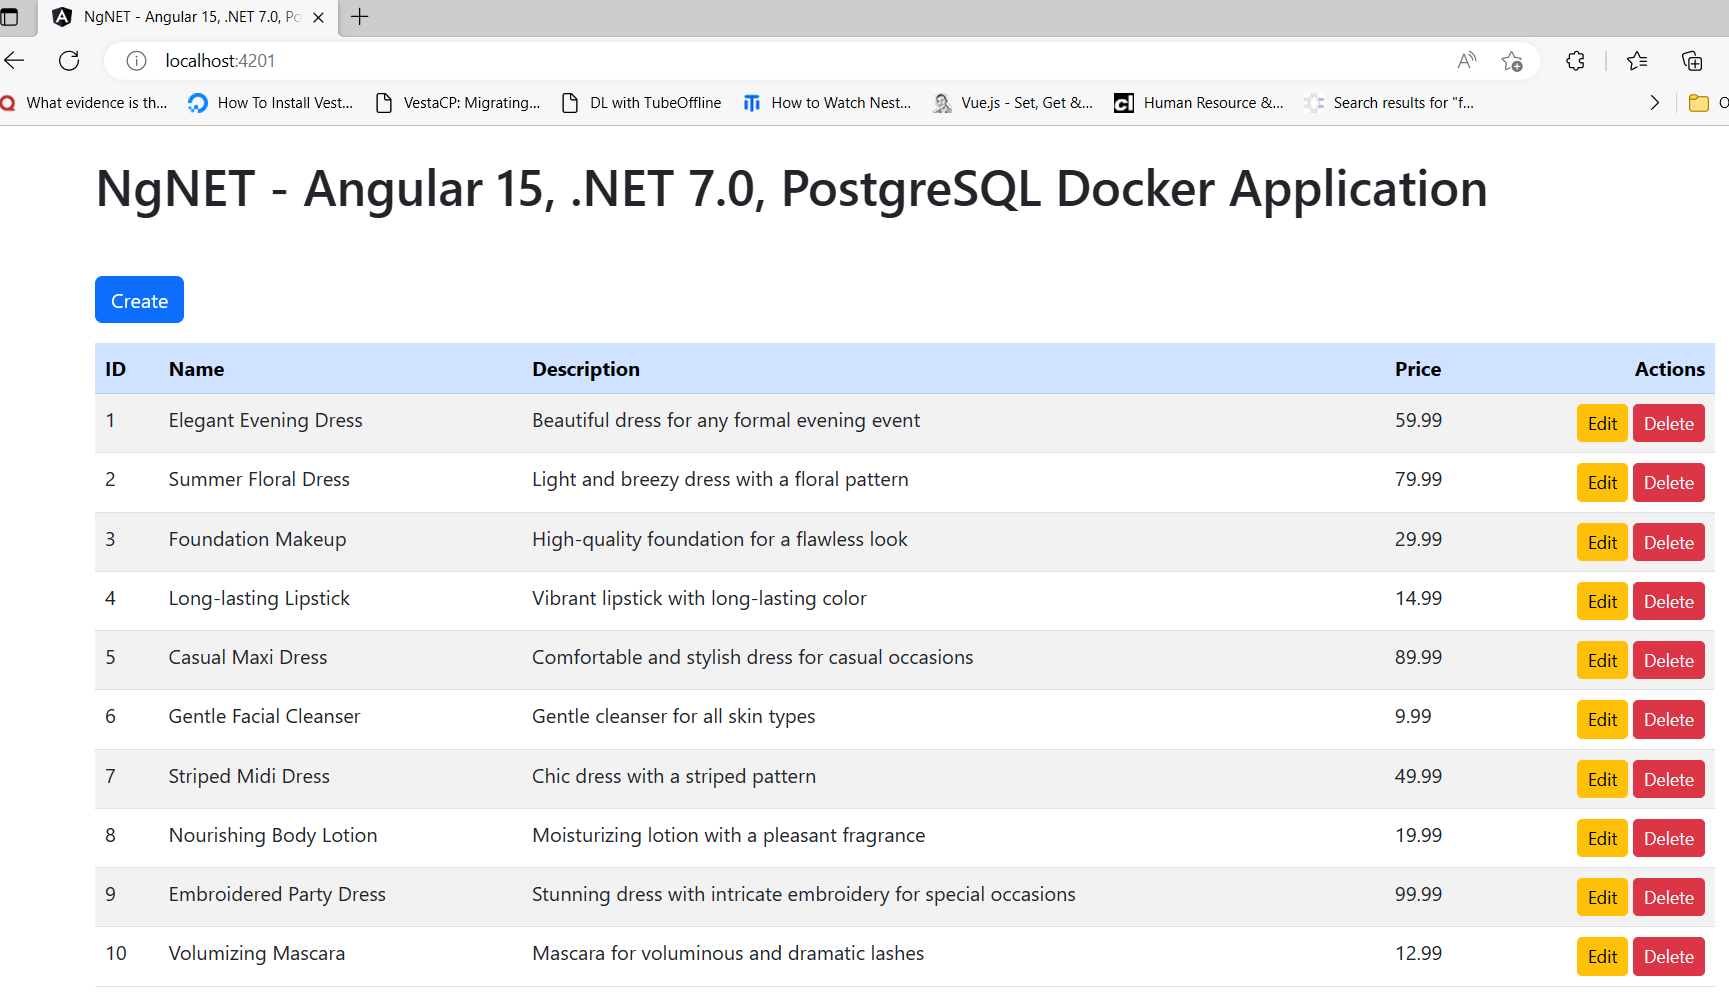 NgNET - Angular 15, .NET 7.0, Po
localhost:4201
What evidence is th... How To Install Vest... VestaCP: Migrating... DL with TubeOffline How to Watch Nest... Vue.js - Set, Get &... Human Resource &... Search results for "f... O
NgNET - Angular 15, .NET 7.0, PostgreSQL Docker Application
Create
ID Name Description Price Actions
1 Elegant Evening Dress Beautiful dress for any formal evening event 59.99 Edit Delete
2 Summer Floral Dress Light and breezy dress with a floral pattern 79.99 Edit Delete
3 Foundation Makeup High-quality foundation for a flawless look 29.99 Edit Delete
4 Long-lasting Lipstick Vibrant lipstick with long-lasting color 14.99 Edit Delete
5 Casual Maxi Dress Comfortable and stylish dress for casual occasions 89.99 Edit Delete
6 Gentle Facial Cleanser Gentle cleanser for all skin types 9.99 Edit Delete
7 Striped Midi Dress Chic dress with a striped pattern 49.99 Edit Delete
8 Nourishing Body Lotion Moisturizing lotion with a pleasant fragrance 19.99 Edit Delete
9 Embroidered Party Dress Stunning dress with intricate embroidery for special occasions 99.99 Edit Delete
10 Volumizing Mascara Mascara for voluminous and dramatic lashes 12.99 Edit Delete